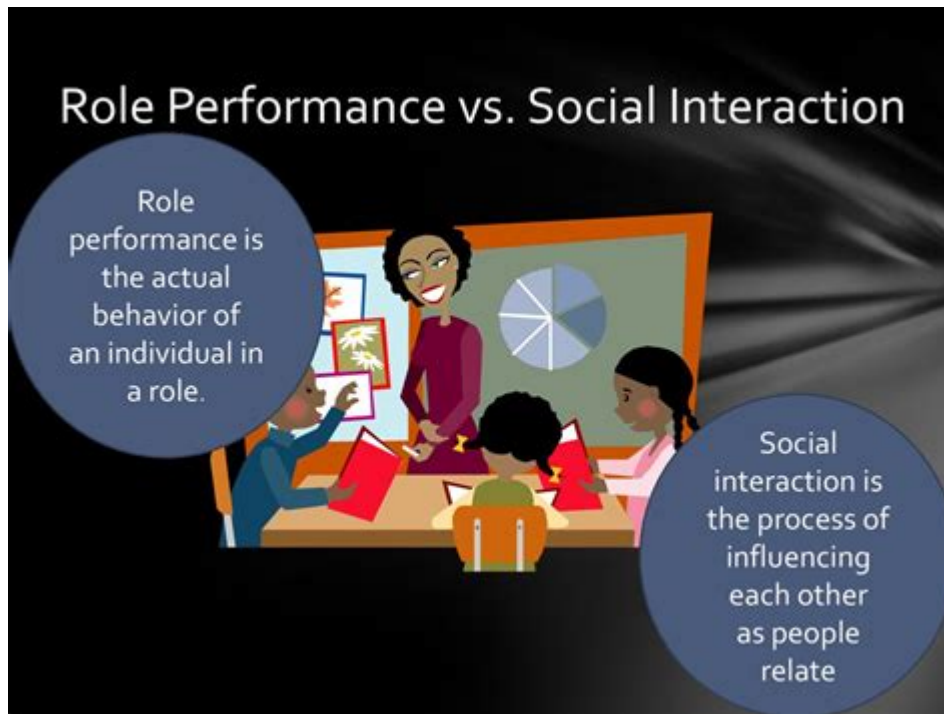 Role Performance vs. Social Interaction
Role
performance is
the actual
behavior of
an individual in
a role.
Social
interaction is
the process of
influencing
each other
as people
relate